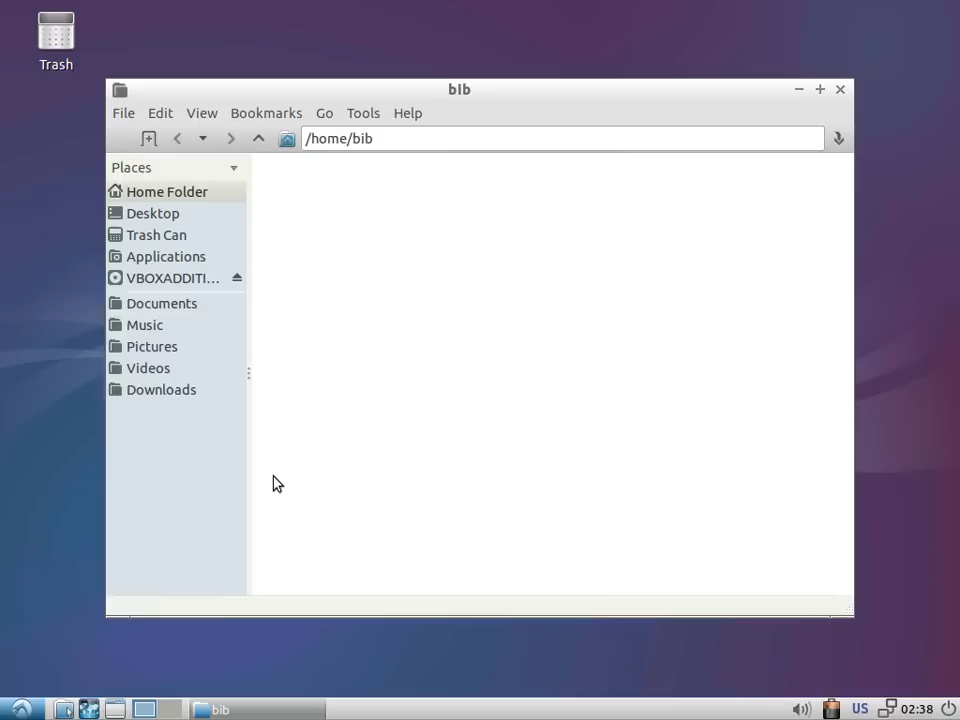 Trash
bib
File Edit View Bookmarks Go Tools Help
/home/bib
Places
Home Folder
Desktop
Trash Can
Applications
VBOXADDITI...
Documents
Music
Pictures
Videos
Downloads
bib US 02:38